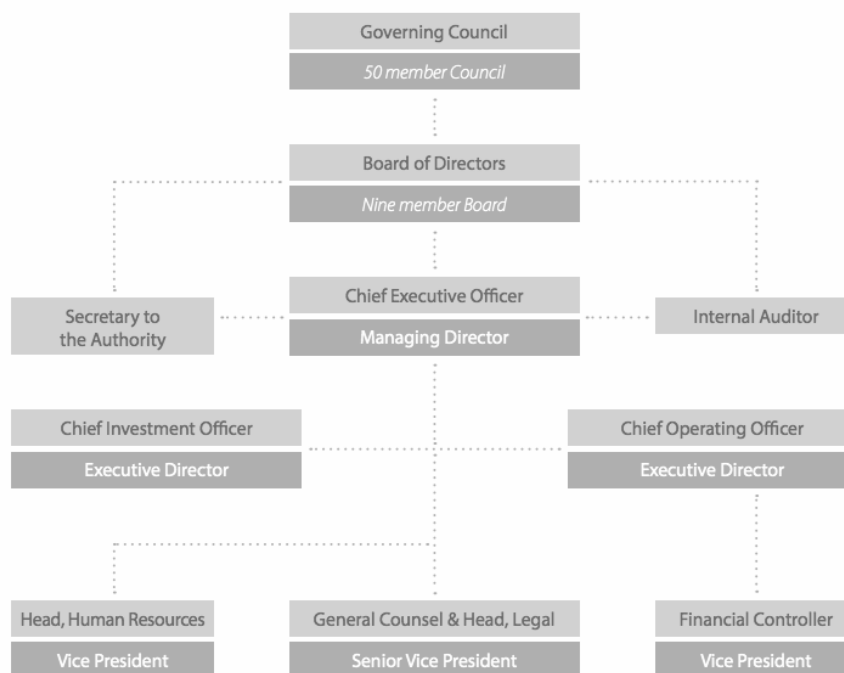 Governing Council
50 member Council
Board of Directors
Nine member Board
Chief Executive Officer
Managing Director
Secretary to
the Authority
Internal Auditor
Chief Investment Officer
Executive Director
Chief Operating Officer
Executive Director
Head, Human Resources
Vice President
General Counsel & Head, Legal
Senior Vice President
Financial Controller
Vice President